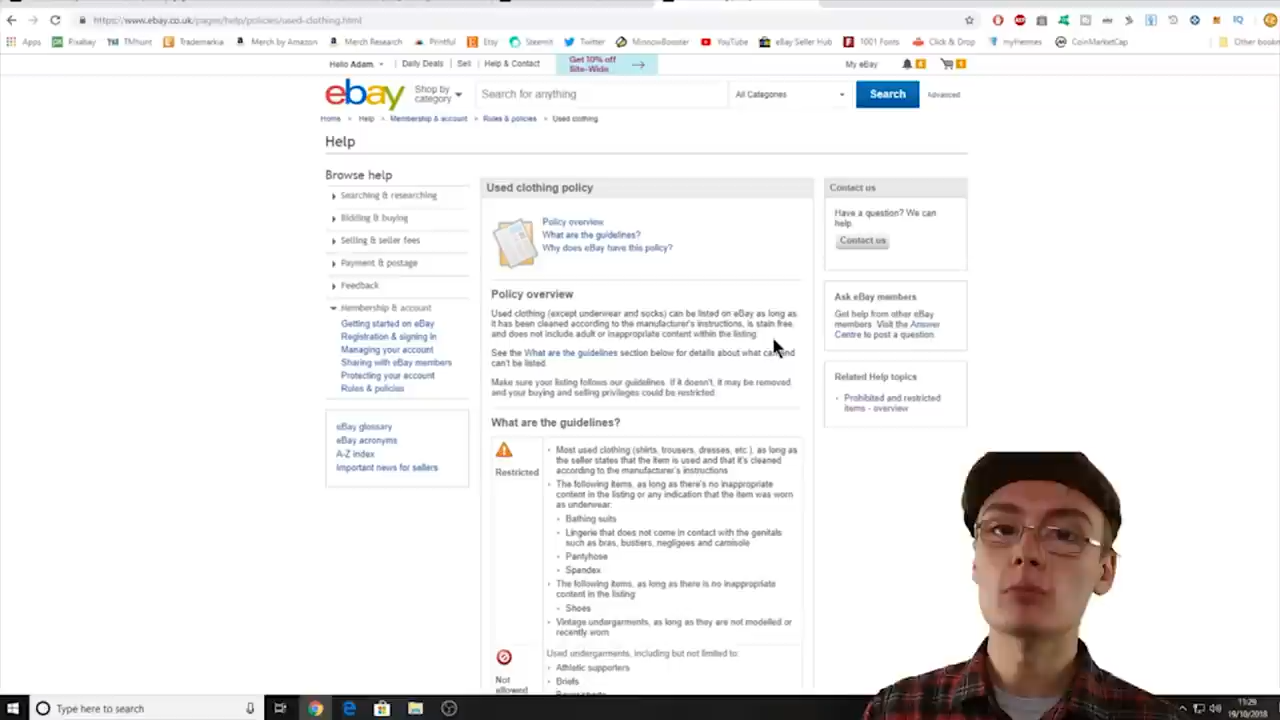 https://www.ebay.co.uk/pages/help/policies/used-clothing.html
Apps Pixabay TMhunt Trademarkia Merch by Amazon Merch Research Printful Etsy Steemit Twitter MinnowBooster YouTube eBay Seller Hub 1001 Fonts Click & Drop myHermes CoinMarketCap Other book
Hello Adam. Daily Deals Sell Help & Contact
Get 10% off
Site-Wide
My eBay
ebay
Shop by
category
Search for anything
All Categories
Search
Advanced
Home > Help > Membership & account > Rules & policies > Used clothing
Help
Browse help
Searching & researching
Bidding & buying
Selling & seller fees
Payment & postage
Feedback
Membership & account
Getting started on eBay
Registration & signing in
Managing your account
Sharing with eBay members
Protecting your account
Rules & policies
eBay glossary
eBay acronyms
A-Z index
Important news for sellers
Used clothing policy
Policy overview
What are the guidelines?
Why does eBay have this policy?
Policy overview
Used clothing (except underwear and socks) can be listed on eBay as long as
it has been cleaned according to the manufacturer's instructions, is stain free,
and does not include adult or inappropriate content within the listing.
See the What are the guidelines section below for details about what can and
can't be listed.
Make sure your listing follows our guidelines. If it doesn't, it may be removed,
and your buying and selling privileges could be restricted.
What are the guidelines?
Restricted
• Most used clothing (shirts, trousers, dresses, etc.), as long as
the seller states that the item is used and that it's cleaned
according to the manufacturer's instructions
• The following items, as long as there's no inappropriate
content in the listing or any indication that the item was worn
as underwear:
• Bathing suits
• Lingerie that does not come in contact with the genitals
such as bras, bustiers, negligees and camisole
• Pantyhose
• Spandex
• The following items, as long as there is no inappropriate
content in the listing:
• Shoes
• Vintage undergarments, as long as they are not modelled or
recently worn
Not
allowed
Used undergarments, including but not limited to:
• Athletic supporters
• Briefs
Contact us
Have a question? We can
help
Contact us
Ask eBay members
Get help from other eBay
members. Visit the Answer
Centre to post a question.
Related Help topics
• Prohibited and restricted
items - overview
Type here to search
11:29
19/10/2018